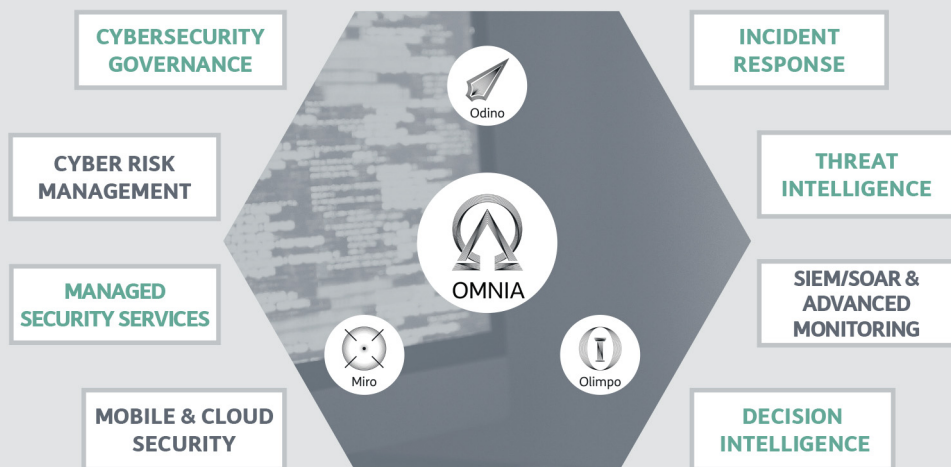 CYBERSECURITY
GOVERNANCE
CYBER RISK
MANAGEMENT
MANAGED
SECURITY SERVICES
MOBILE & CLOUD
SECURITY
Odino
OMNIA
Miro
Olimpo
INCIDENT
RESPONSE
THREAT
INTELLIGENCE
SIEM/SOAR &
ADVANCED
MONITORING
DECISION
INTELLIGENCE